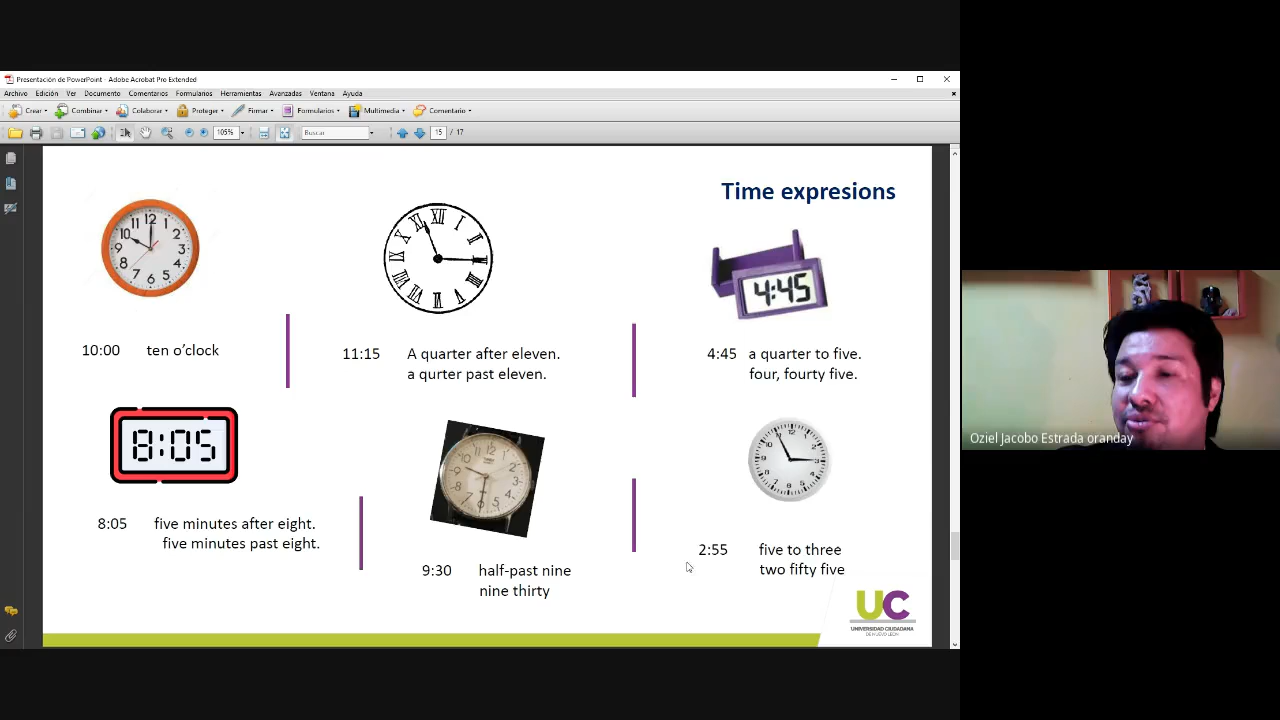 Presentación de PowerPoint - Adobe Acrobat Pro Extended
Archivo Edición Ver Documento Comentarios Formularios Herramientas Avanzadas Ventana Ayuda
Crear Combinar Colaborar Proteger Firmar Formularios Multimedia Comentario
105% Buscar 15 / 17
Time expresions
4:45
10:00 ten o'clock
11:15 A quarter after eleven.
a qurter past eleven.
4:45 a quarter to five.
four, fourty five.
8:05
8:05 five minutes after eight.
five minutes past eight.
9:30 half-past nine
nine thirty
2:55 five to three
two fifty five
UC
UNIVERSIDAD CIUDADANA
DE NUEVO LEÓN
Oziel Jacobo Estrada oranday